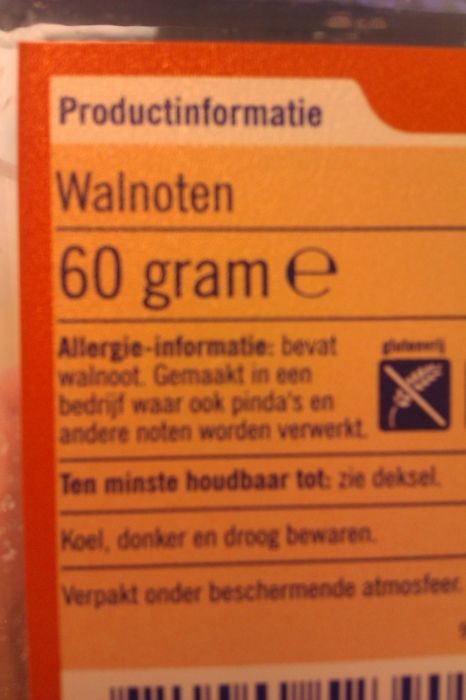 Productinformatie
Walnoten
60 gram ℮
Allergie-informatie: bevat
walnoot. Gemaakt in een
bedrijf waar ook pinda's en
andere noten worden verwerkt.
glutenvrij
Ten minste houdbaar tot: zie deksel.
Koel, donker en droog bewaren.
Verpakt onder beschermende atmosfeer.